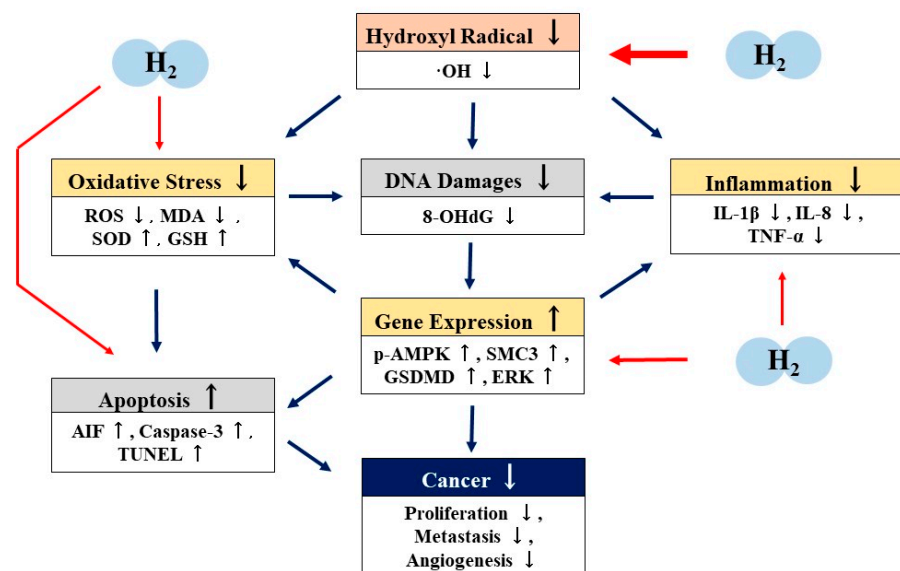 H2
Hydroxyl Radical ↓
·OH ↓
H2
Oxidative Stress ↓
ROS ↓, MDA ↓,
SOD ↑, GSH ↑
DNA Damages ↓
8-OHdG ↓
Inflammation ↓
IL-1β ↓, IL-8 ↓,
TNF-α ↓
Gene Expression ↑
p-AMPK ↑, SMC3 ↑,
GSDMD ↑, ERK ↑
H2
Apoptosis ↑
AIF ↑, Caspase-3 ↑,
TUNEL ↑
Cancer ↓
Proliferation ↓,
Metastasis ↓,
Angiogenesis ↓